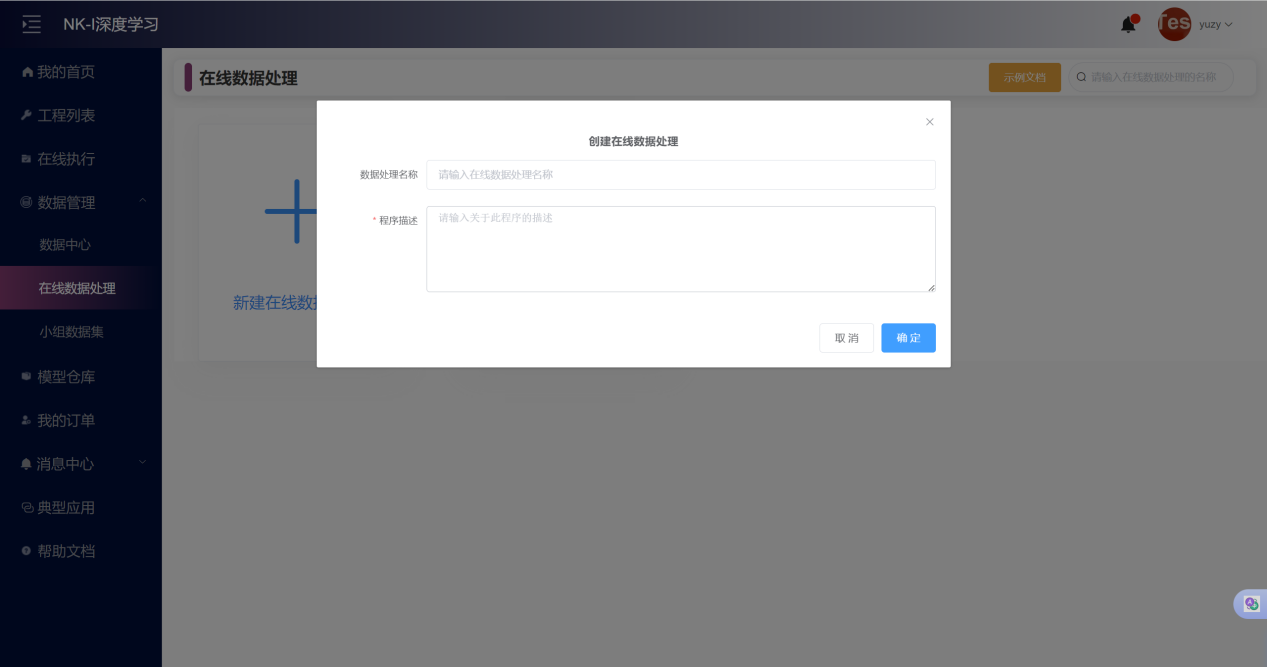 NK-I深度学习
yuzy
Tes
我的首页
工程列表
在线执行
数据管理
数据中心
在线数据处理
小组数据集
模型仓库
我的订单
消息中心
典型应用
帮助文档
在线数据处理
示例文档
请输入在线数据处理的名称
新建在线数据
创建在线数据处理
数据处理名称
请输入在线数据处理名称
* 程序描述
请输入关于此程序的描述
取 消
确 定